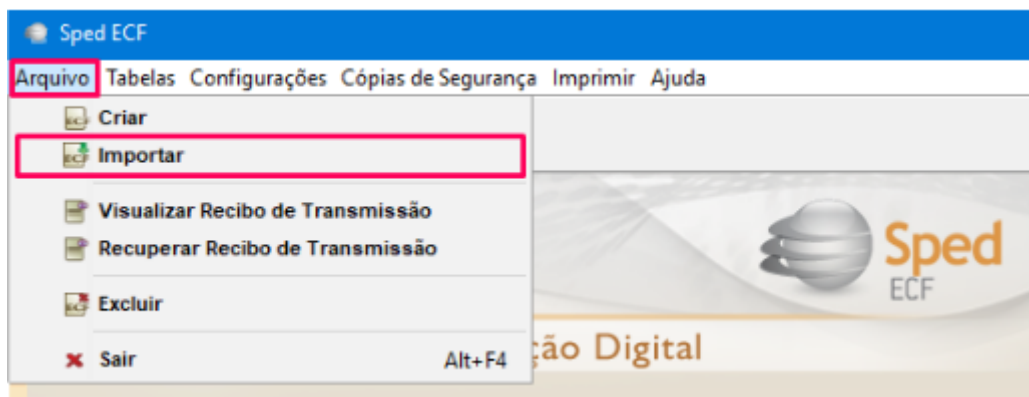 Sped ECF
Arquivo Tabelas Configurações Cópias de Segurança Imprimir Ajuda
Criar
Importar
Visualizar Recibo de Transmissão
Recuperar Recibo de Transmissão
Excluir
Sair Alt+F4
Sped
ECF
ção Digital